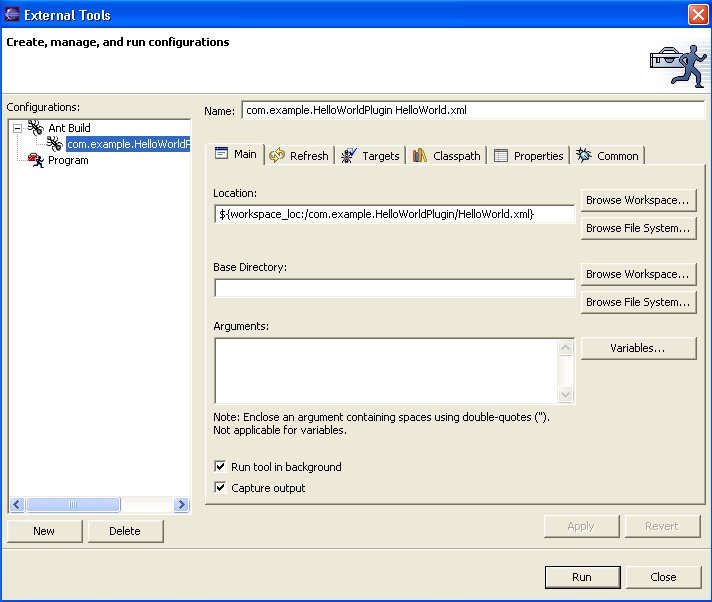 External Tools
Create, manage, and run configurations
Configurations:
Ant Build
com.example.HelloWorldP
Program
New
Delete
Name:
com.example.HelloWorldPlugin HelloWorld.xml
Main
Refresh
Targets
Classpath
Properties
Common
Location:
${workspace_loc:/com.example.HelloWorldPlugin/HelloWorld.xml}
Browse Workspace...
Browse File System...
Base Directory:
Browse Workspace...
Browse File System...
Arguments:
Variables...
Note: Enclose an argument containing spaces using double-quotes (").
Not applicable for variables.
Run tool in background
Capture output
Apply
Revert
Run
Close